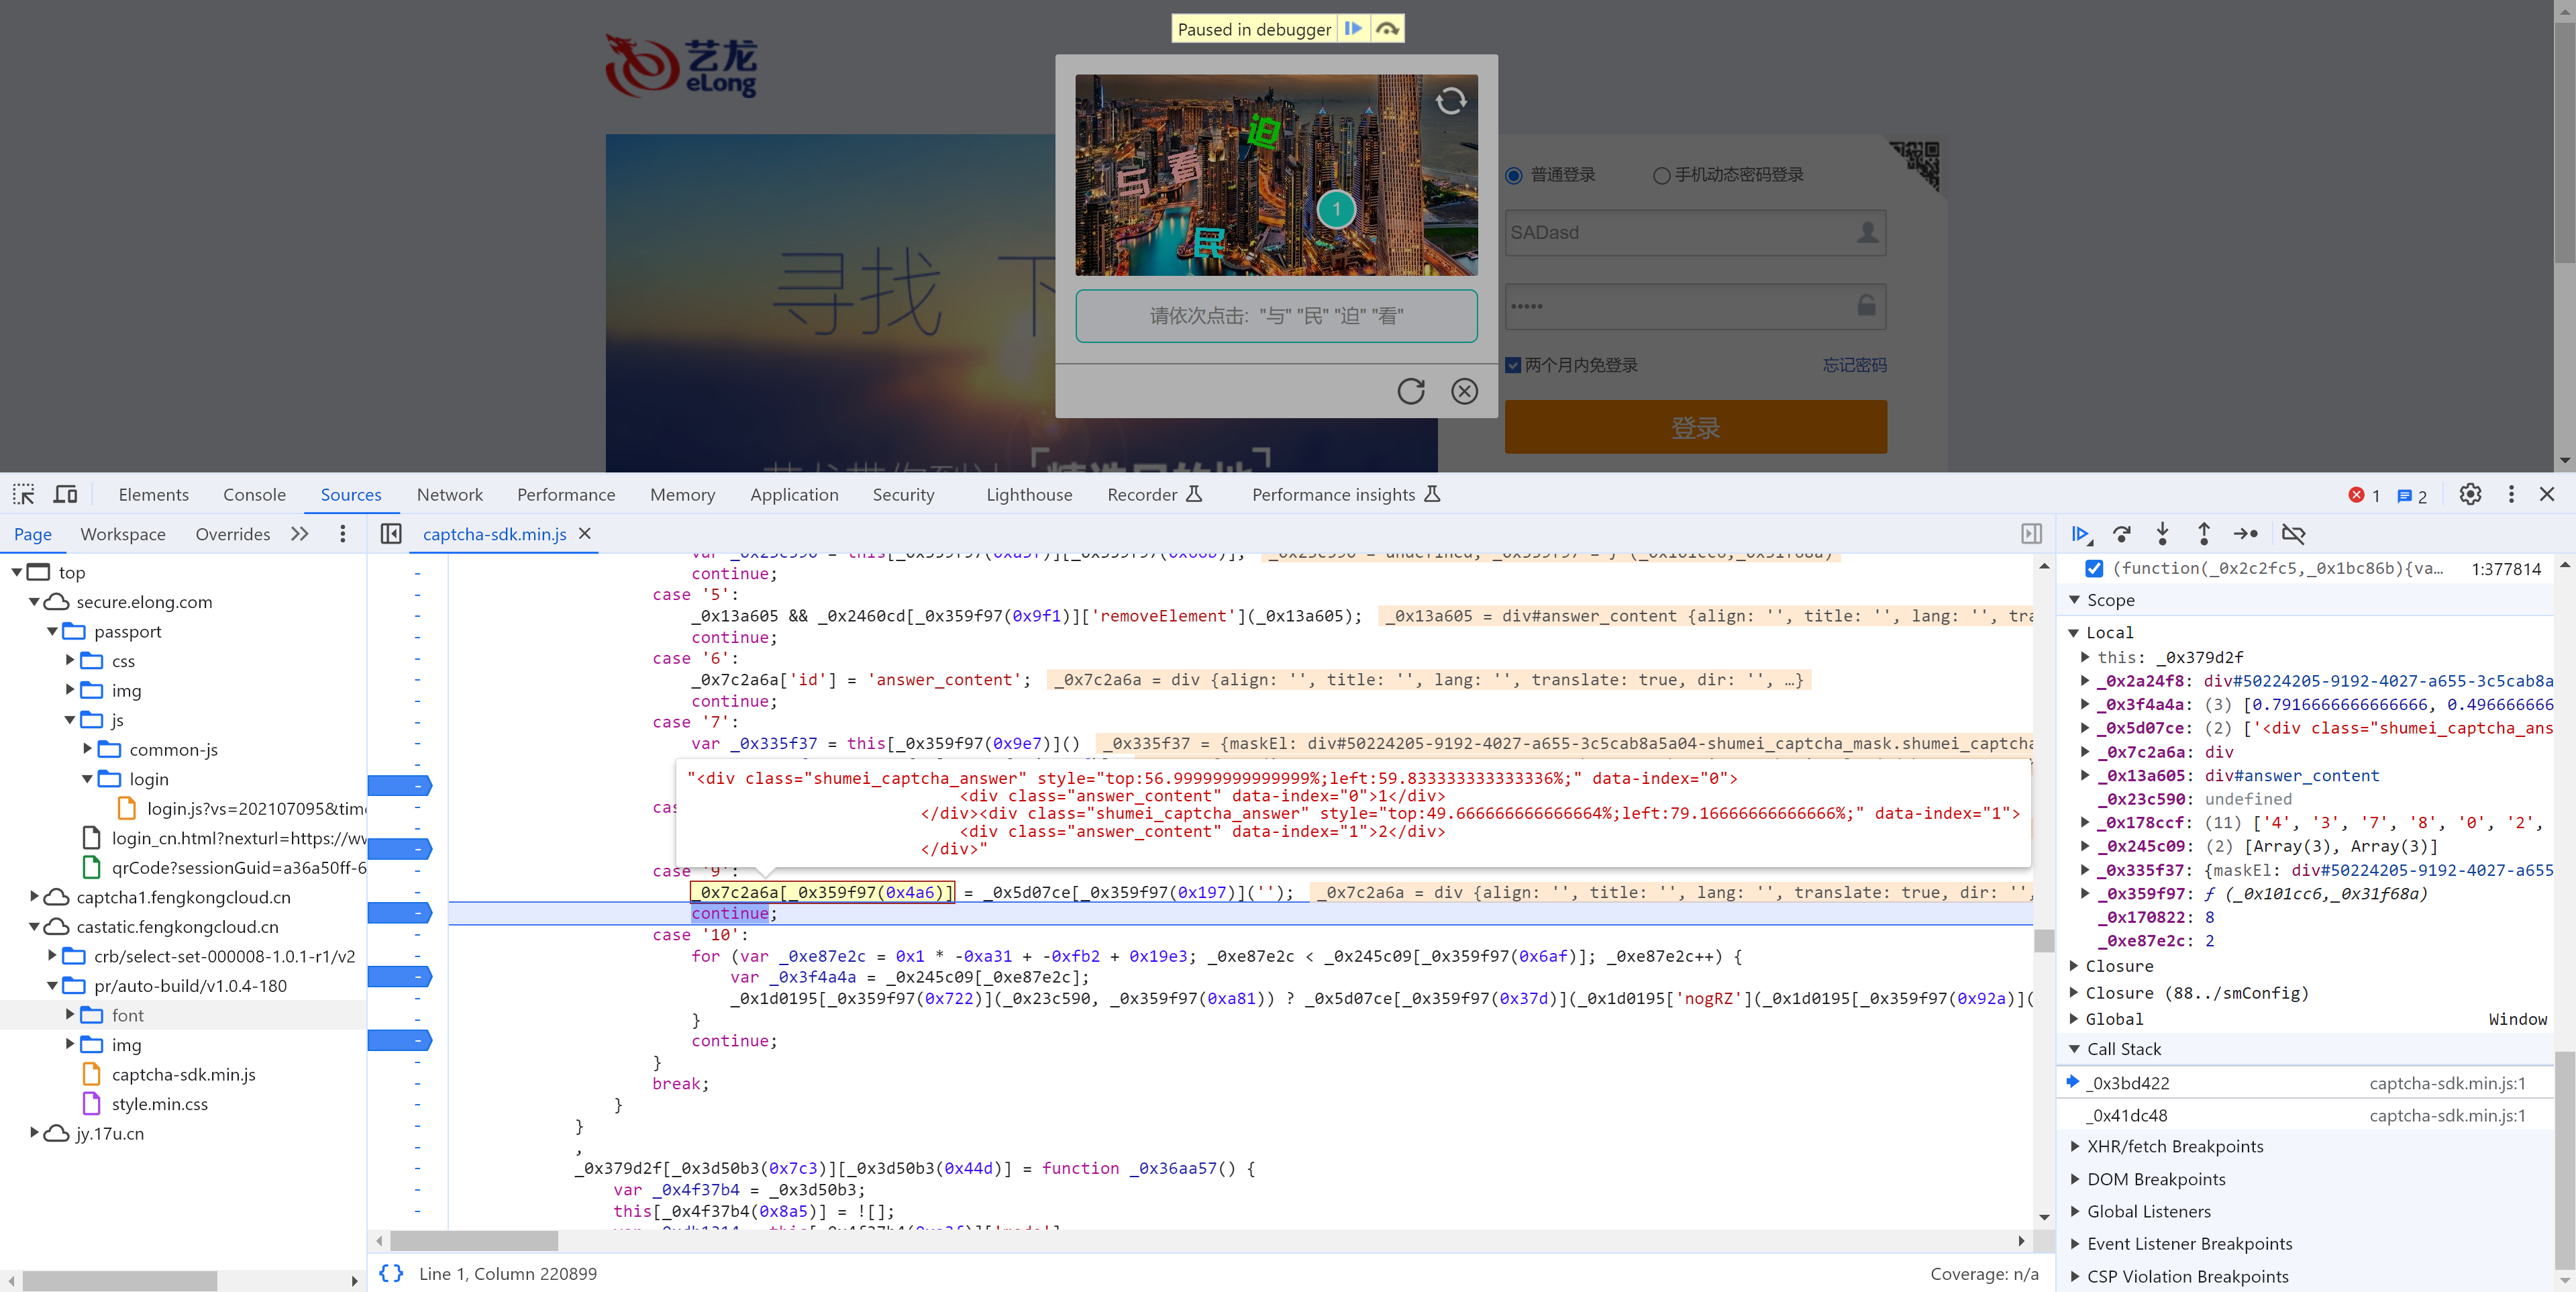 Paused in debugger
艺龙
eLong
寻找 下
迫
与
看
民
1
请依次点击: "与" "民" "迫" "看"
普通登录
手机动态密码登录
SADasd
•••••
两个月内免登录
忘记密码
登录
Elements
Console
Sources
Network
Performance
Memory
Application
Security
Lighthouse
Recorder
Performance insights
1
2
Page
Workspace
Overrides
captcha-sdk.min.js
top
secure.elong.com
passport
css
img
js
common-js
login
login.js?vs=202107095&tim
login_cn.html?nexturl=https://w
qrCode?sessionGuid=a36a50ff-6
captcha1.fengkongcloud.cn
castatic.fengkongcloud.cn
crb/select-set-000008-1.0.1-r1/v2
pr/auto-build/v1.0.4-180
font
img
captcha-sdk.min.js
style.min.css
jy.17u.cn
continue;
case '5':
_0x13a605 && _0x2460cd[_0x359f97(0x9f1)]['removeElement'](_0x13a605); _0x13a605 = div#answer_content {align: '', title: '', lang: '', tra
continue;
case '6':
_0x7c2a6a['id'] = 'answer_content'; _0x7c2a6a = div {align: '', title: '', lang: '', translate: true, dir: '', …}
continue;
case '7':
var _0x335f37 = this[_0x359f97(0x9e7)]() _0x335f37 = {maskEl: div#50224205-9192-4027-a655-3c5cab8a5a04-shumei_captcha_mask.shumei_captcha
"<div class="shumei_captcha_answer" style="top:56.99999999999999%;left:59.833333333333336%;" data-index="0">
<div class="answer_content" data-index="0">1</div>
</div><div class="shumei_captcha_answer" style="top:49.666666666666664%;left:79.16666666666666%;" data-index="1">
<div class="answer_content" data-index="1">2</div>
</div>"
cas
case '9':
_0x7c2a6a[_0x359f97(0x4a6)] = _0x5d07ce[_0x359f97(0x197)](''); _0x7c2a6a = div {align: '', title: '', lang: '', translate: true, dir: '',
continue;
case '10':
for (var _0xe87e2c = 0x1 * -0xa31 + -0xfb2 + 0x19e3; _0xe87e2c < _0x245c09[_0x359f97(0x6af)]; _0xe87e2c++) {
var _0x3f4a4a = _0x245c09[_0xe87e2c];
_0x1d0195[_0x359f97(0x722)](_0x23c590, _0x359f97(0xa81)) ? _0x5d07ce[_0x359f97(0x37d)](_0x1d0195['nogRZ'](_0x1d0195[_0x359f97(0x92a)](
}
continue;
}
break;
}
}
,
_0x379d2f[_0x3d50b3(0x7c3)][_0x3d50b3(0x44d)] = function _0x36aa57() {
var _0x4f37b4 = _0x3d50b3;
this[_0x4f37b4(0x8a5)] = ![];
{} Line 1, Column 220899
Coverage: n/a
(function(_0x2c2fc5,_0x1bc86b){va… 1:377814
Scope
Local
this: _0x379d2f
_0x2a24f8: div#50224205-9192-4027-a655-3c5cab8a
_0x3f4a4a: (3) [0.7916666666666666, 0.496666666
_0x5d07ce: (2) ['<div class="shumei_captcha_ans
_0x7c2a6a: div
_0x13a605: div#answer_content
_0x23c590: undefined
_0x178ccf: (11) ['4', '3', '7', '8', '0', '2',
_0x245c09: (2) [Array(3), Array(3)]
_0x335f37: {maskEl: div#50224205-9192-4027-a655
_0x359f97: ƒ (_0x101cc6,_0x31f68a)
_0x170822: 8
_0xe87e2c: 2
Closure
Closure (88../smConfig)
Global Window
Call Stack
_0x3bd422 captcha-sdk.min.js:1
_0x41dc48 captcha-sdk.min.js:1
XHR/fetch Breakpoints
DOM Breakpoints
Global Listeners
Event Listener Breakpoints
CSP Violation Breakpoints